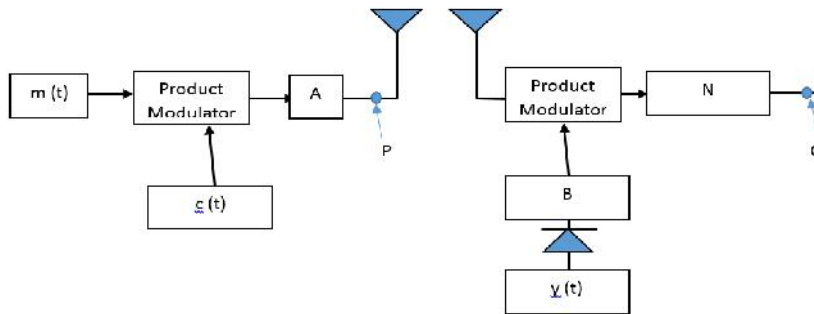 m (t)
Product
Modulator
A
P
c (t)
Product
Modulator
N
B
y (t)